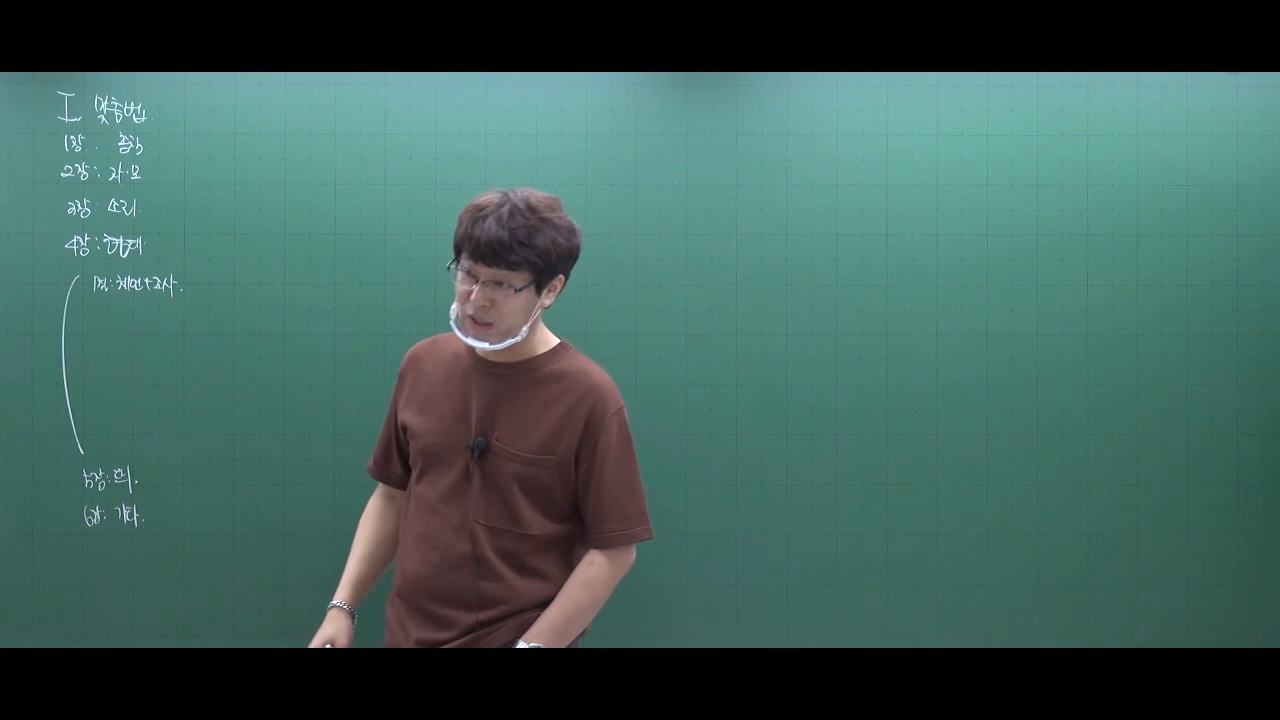 I. 맞춤법.
1장. 총칙
2장: 자·모
3장: 소리.
4장: 형태.
1절: 체언+조사.
5장: 띄.
6장: 기타.